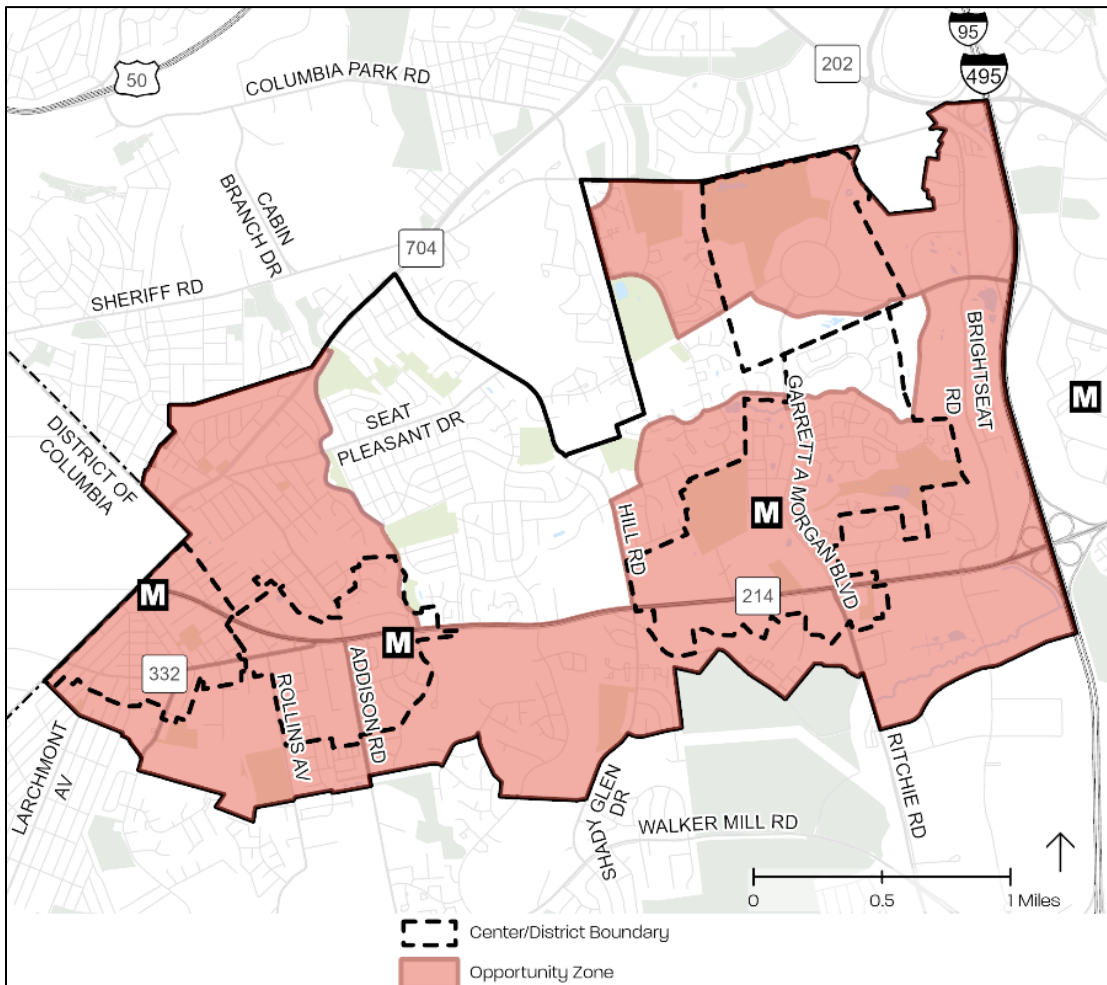 95
495
50
202
COLUMBIA PARK RD
CABIN
BRANCH DR
704
SHERIFF RD
BRIGHTSEAT
RD
M
SEAT
PLEASANT DR
GARRETT A MORGAN BLVD
DISTRICT OF
COLUMBIA
HILL RD
M
M
214
M
332
ROLLINS AV
ADDISON RD
LARCHMONT
AV
SHADY GLEN
DR
RITCHIE RD
WALKER MILL RD
0
0.5
1 Miles
Center/District Boundary
Opportunity Zone